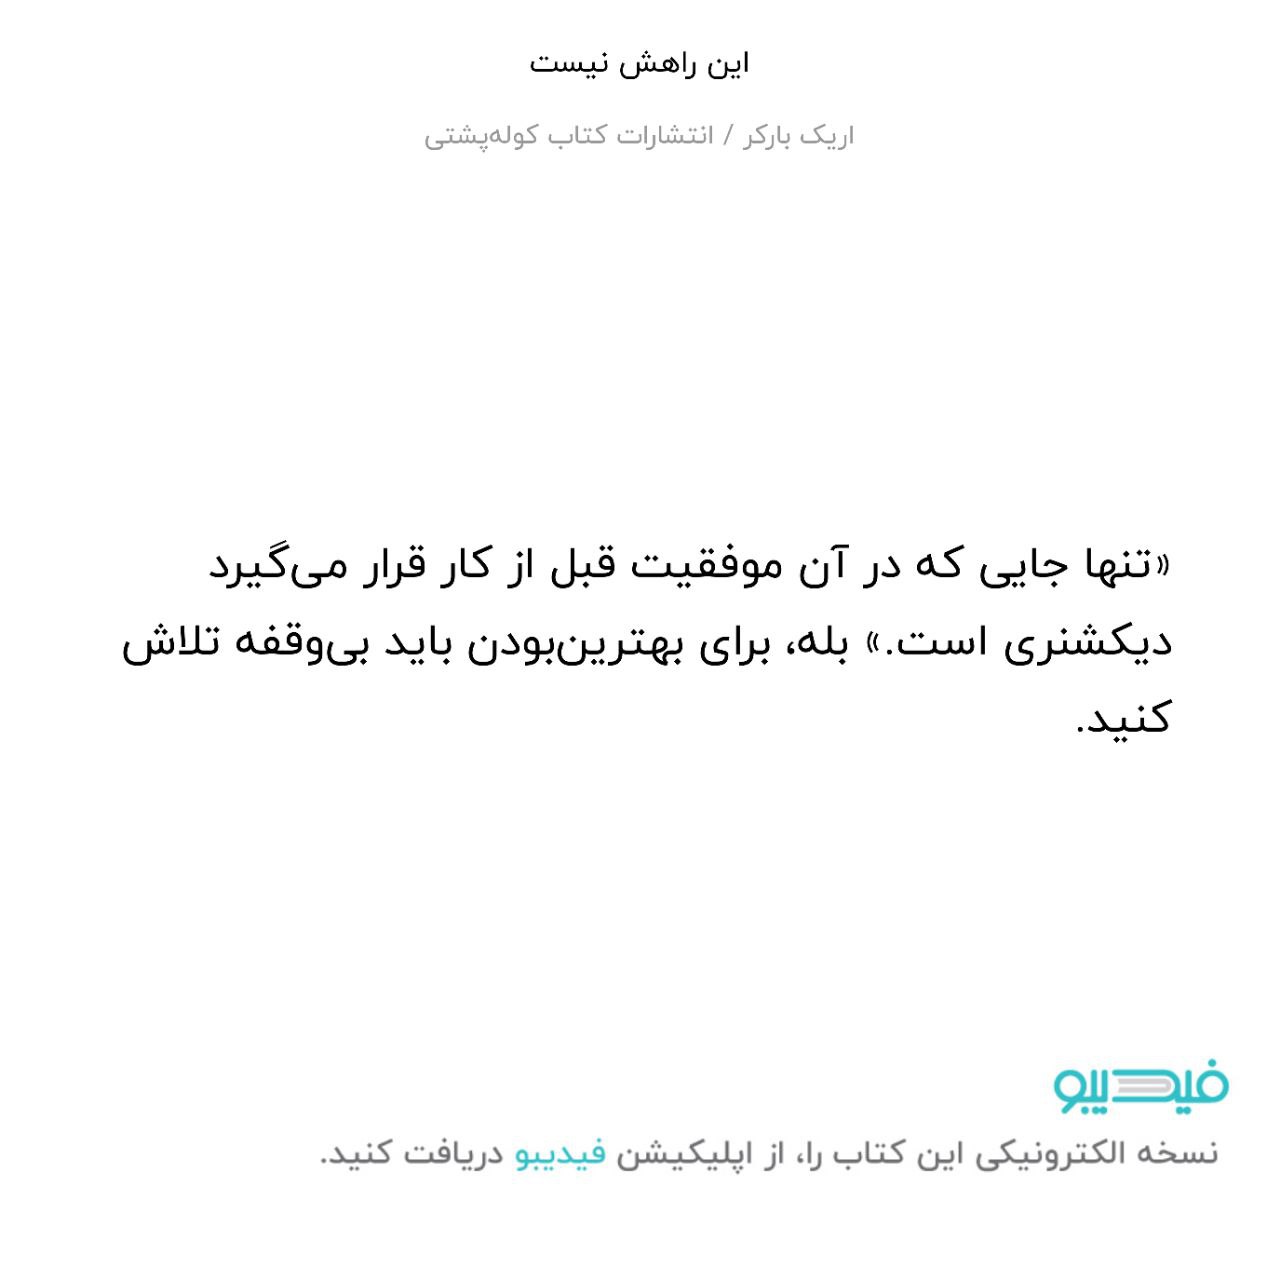 این راهش نیست
اریک بارکر / انتشارات کتاب کوله‌پشتی
«تنها جایی که در آن موفقیت قبل از کار قرار می‌گیرد
دیکشنری است.» بله، برای بهترین‌بودن باید بی‌وقفه تلاش
کنید.
فیدیبو
نسخه الکترونیکی این کتاب را، از اپلیکیشن فیدیبو دریافت کنید.